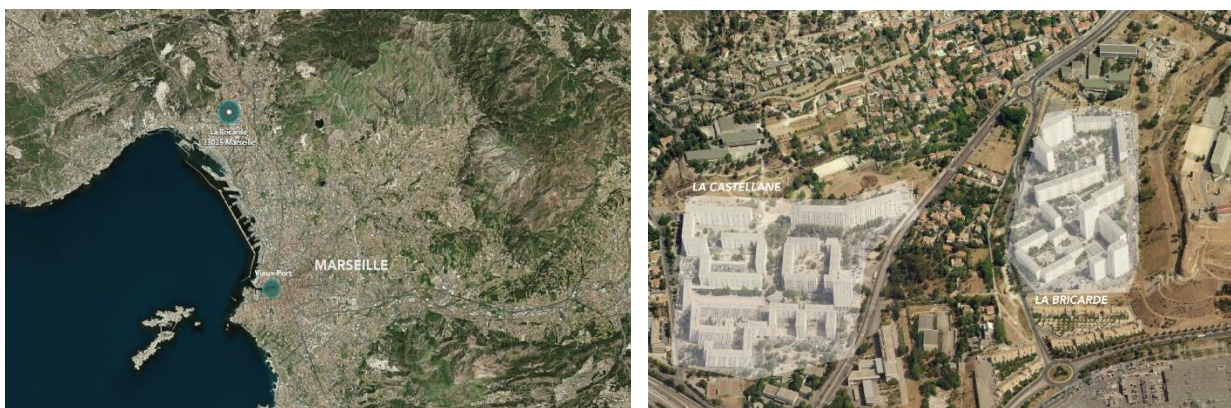 La Bricarde
13015 Marseille
Vieux-Port
MARSEILLE
LA CASTELLANE
LA BRICARDE